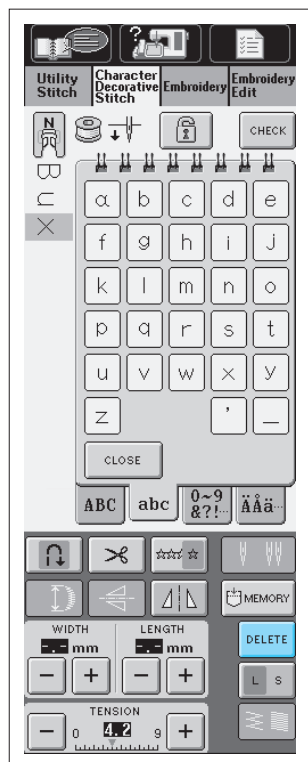 Utility
Stitch
Character
Decorative
Stitch
Embroidery
Embroidery
Edit
N
CHECK
B
u
x
a b c d e
f g h i j
k l m n o
p q r s t
u v w x y
z ' _
CLOSE
ABC abc 0~9
&?!... ÄÅä...
MEMORY
WIDTH LENGTH
-.- mm -.- mm
DELETE
− + − +
L S
TENSION
− 0 4.2 9 +